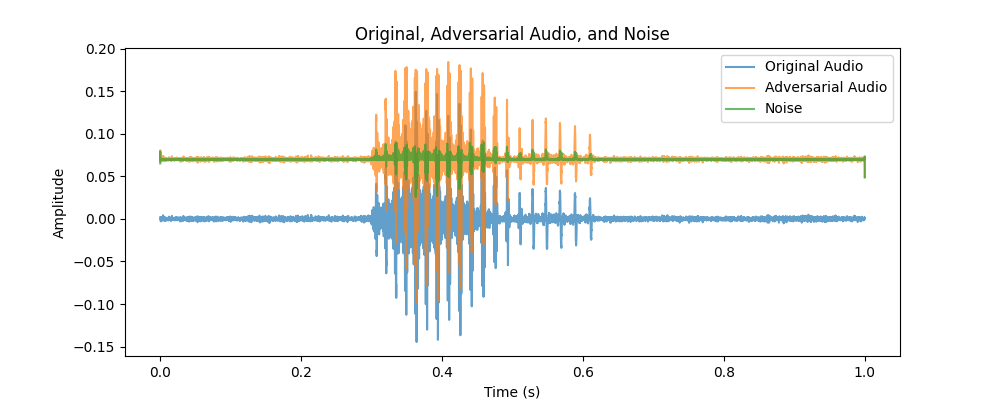 Original, Adversarial Audio, and Noise
Original Audio
Adversarial Audio
Noise
Amplitude
0.20
0.15
0.10
0.05
0.00
−0.05
−0.10
−0.15
0.0 0.2 0.4 0.6 0.8 1.0
Time (s)